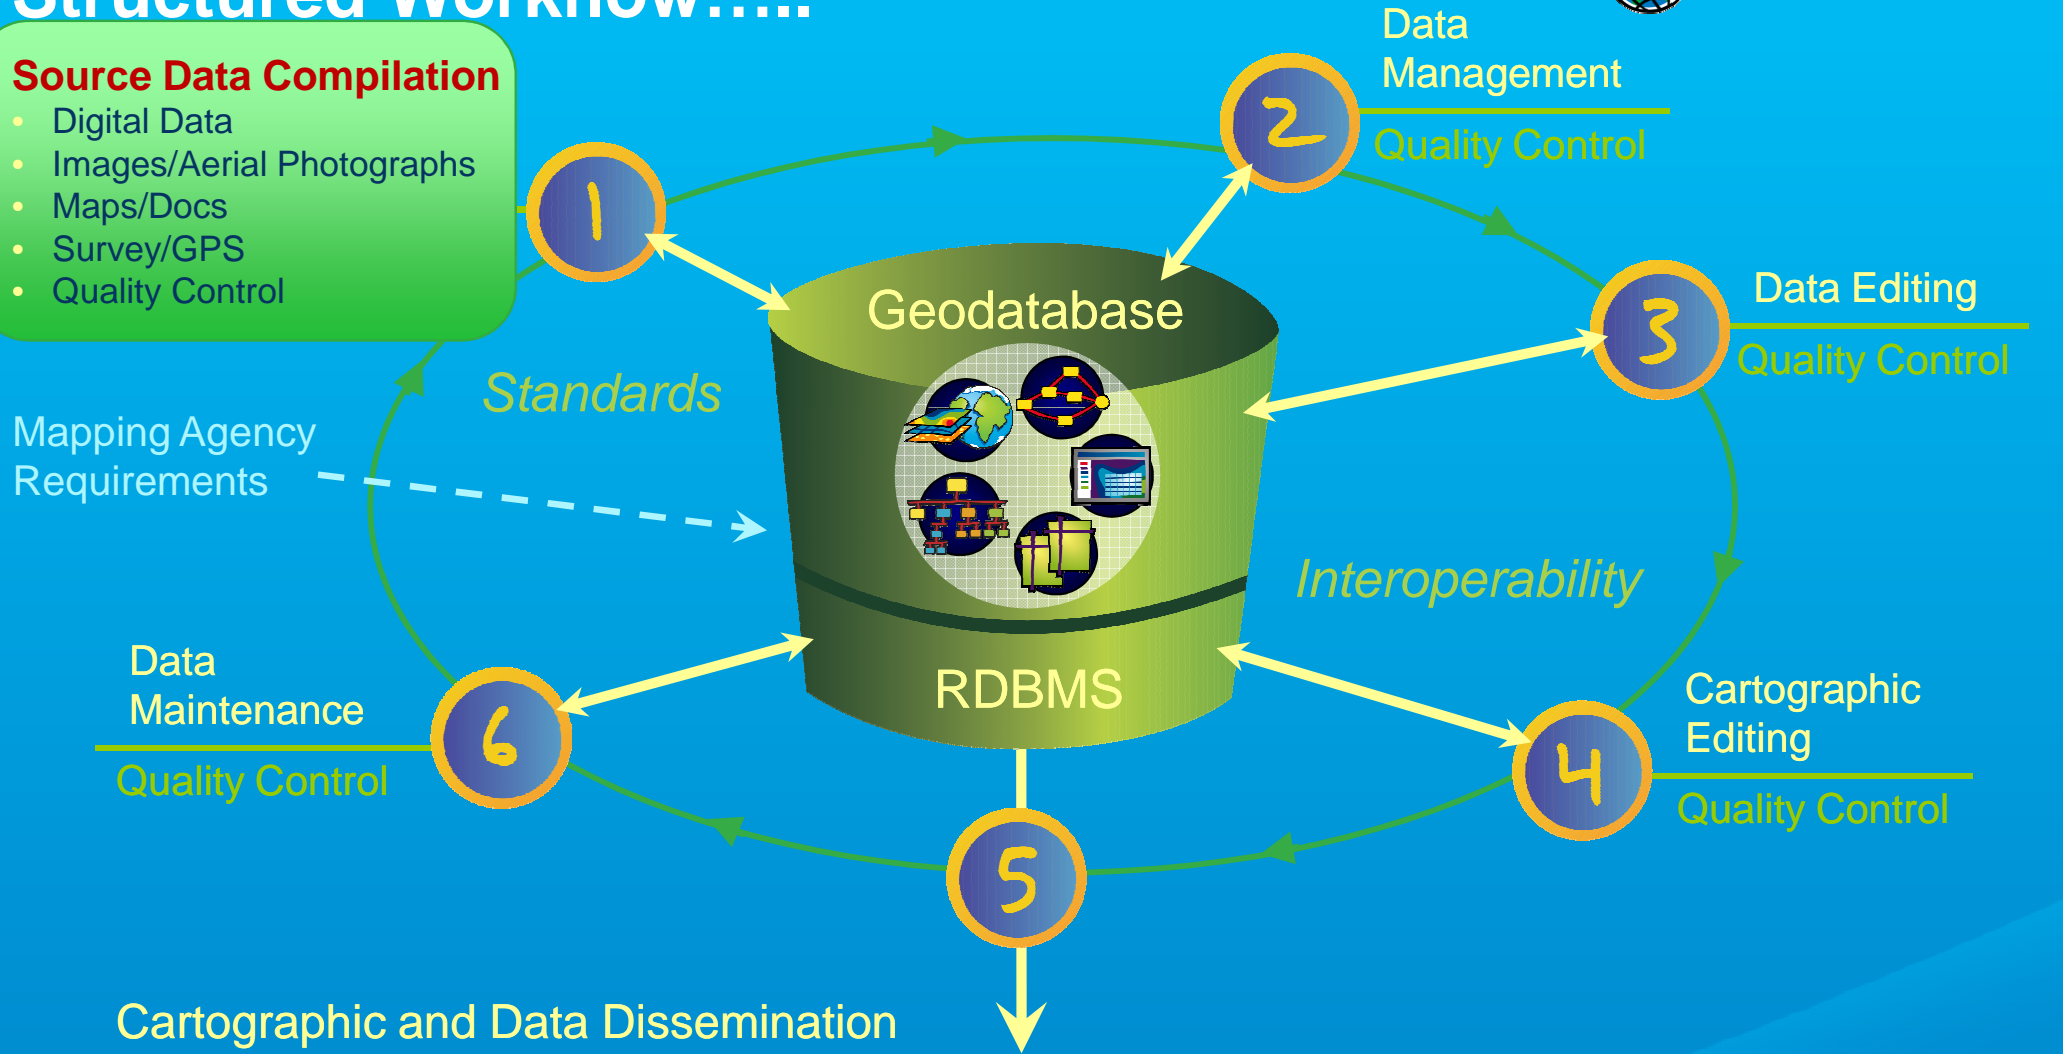 Structured Workflow.....
Source Data Compilation
• Digital Data
• Images/Aerial Photographs
• Maps/Docs
• Survey/GPS
• Quality Control
1
2
Data
Management
Quality Control
3
Data Editing
Quality Control
Geodatabase
Standards
Mapping Agency
Requirements
Interoperability
RDBMS
4
Cartographic
Editing
Quality Control
Data
Maintenance
6
Quality Control
5
Cartographic and Data Dissemination